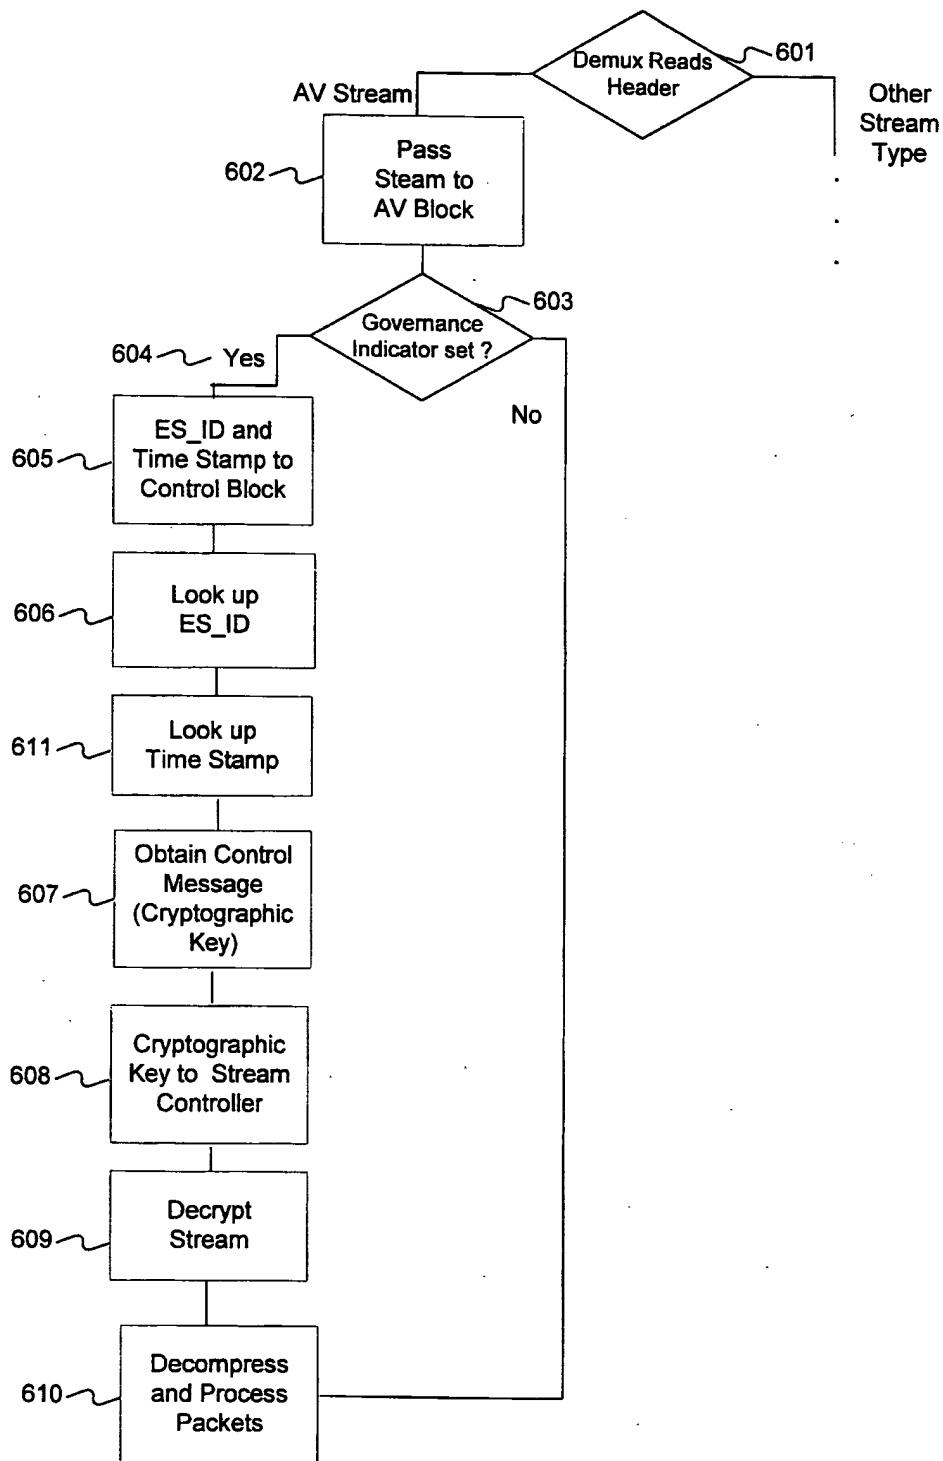 Demux Reads
Header
601
AV Stream
Other
Stream
Type
Pass
Steam to
AV Block
602
603
Governance
Indicator set ?
604
Yes
No
ES_ID and
Time Stamp to
Control Block
605
Look up
ES_ID
606
Look up
Time Stamp
611
Obtain Control
Message
(Cryptographic
Key)
607
Cryptographic
Key to Stream
Controller
608
Decrypt
Stream
609
Decompress
and Process
Packets
610